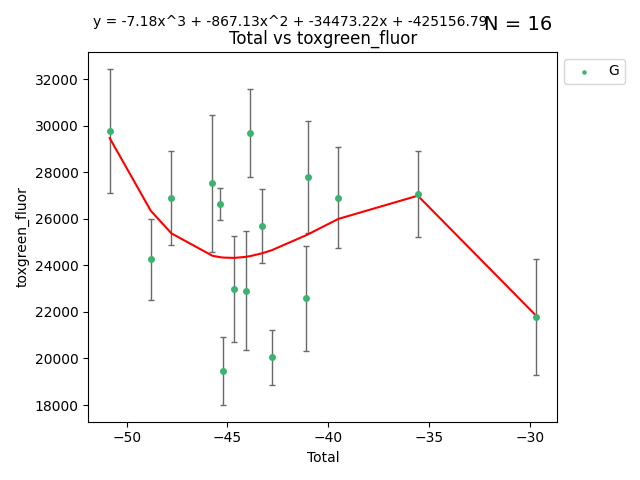 y = -7.18x^3 + -867.13x^2 + -34473.22x + -425156.79
N = 16
Total vs toxgreen_fluor
G
32000
30000
28000
26000
24000
22000
20000
18000
toxgreen_fluor
−50
−45
−40
−35
−30
Total